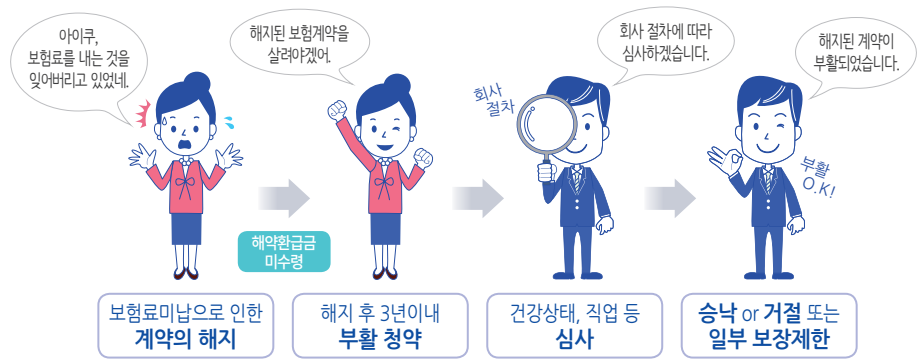 아이쿠,
보험료를 내는 것을
잊어버리고 있었네.
해지된 보험계약을
살려야겠어.
회사 절차에 따라
심사하겠습니다.
해지된 계약이
부활되었습니다.
회사
절차
부활
O.K!
해약환급금
미수령
보험료미납으로 인한
계약의 해지
해지 후 3년이내
부활 청약
건강상태, 직업 등
심사
승낙 or 거절 또는
일부 보장제한